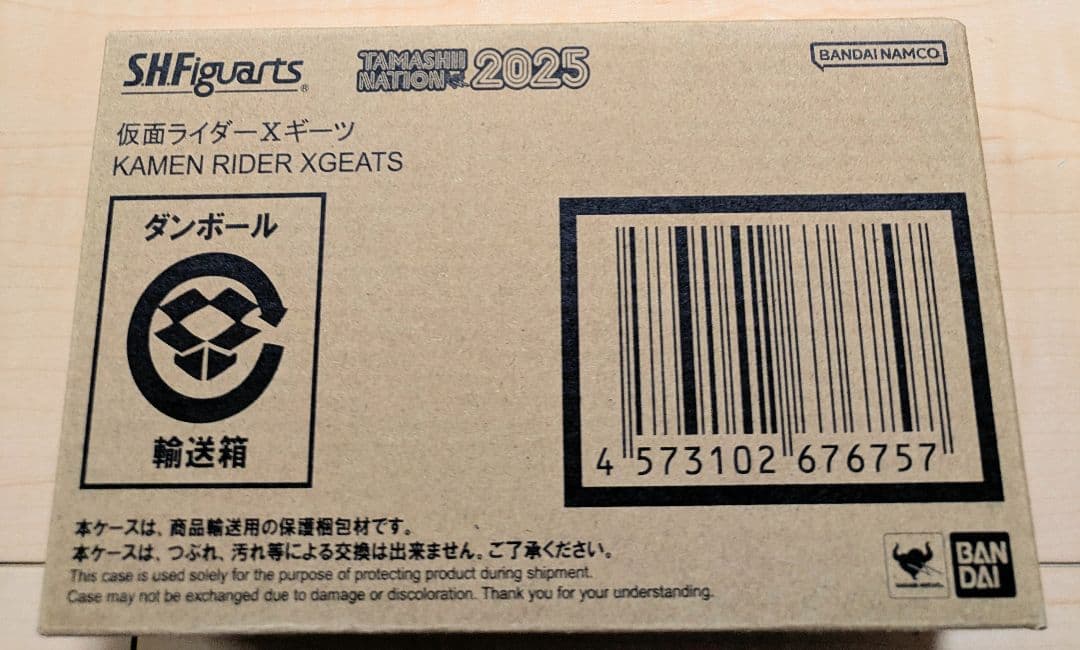 S.H.Figuarts®
TAMASHII NATION 2025
BANDAI NAMCO
仮面ライダーXギーツ
KAMEN RIDER XGEATS
ダンボール
輸送箱
4 573102 676757
本ケースは、商品輸送用の保護梱包材です。
本ケースは、つぶれ、汚れ等による交換は出来ません。ご了承ください。
This case is used solely for the purpose of protecting product during shipment.
Case may not be exchanged due to damage or discoloration. Thank you for your understanding.
BAN
DAI